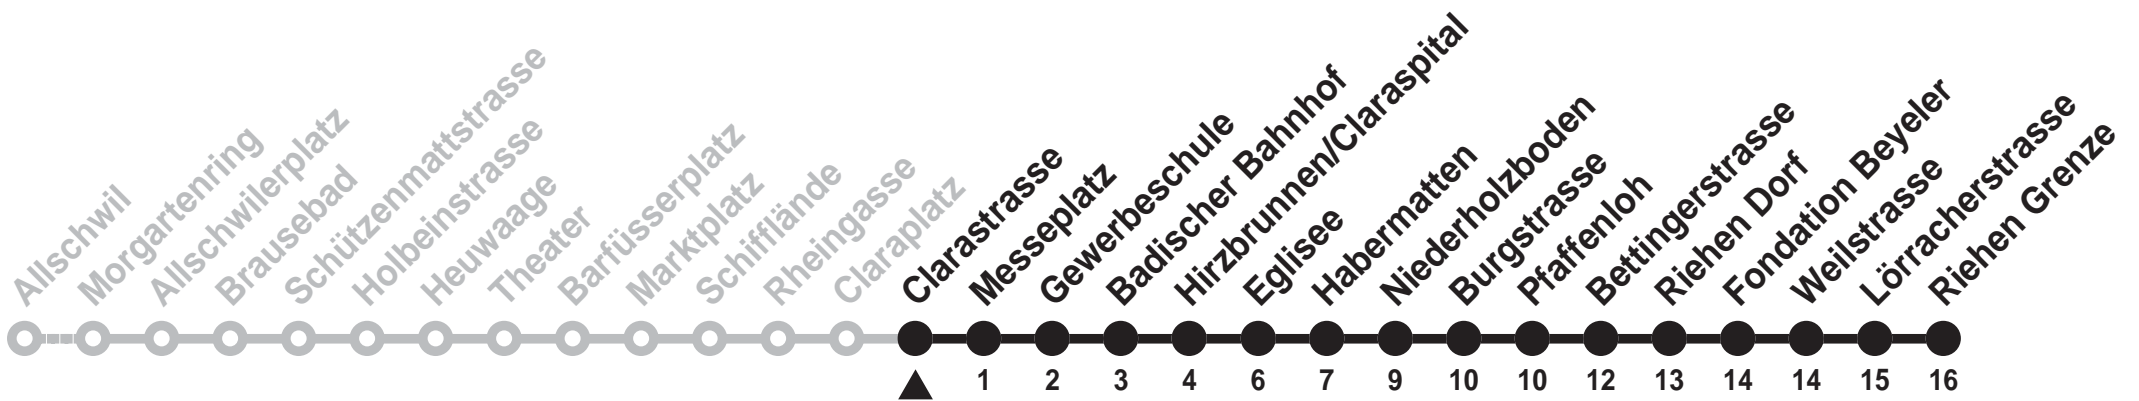 Allschwil
Morgartenring
Allschwilerplatz
Brausebad
Schützenmattstrasse
Holbeinstrasse
Heuwaage
Theater
Barfüsserplatz
Marktplatz
Schifflände
Rheingasse
Claraplatz
Clarastrasse
Messeplatz
Gewerbeschule
Badischer Bahnhof
Hirzbrunnen/Claraspital
Eglisee
Habermatten
Niederholzboden
Burgstrasse
Pfaffenloh
Bettingerstrasse
Riehen Dorf
Fondation Beyeler
Weilstrasse
Lörracherstrasse
Riehen Grenze
1 2 3 4 6 7 9 10 10 12 13 14 14 15 16